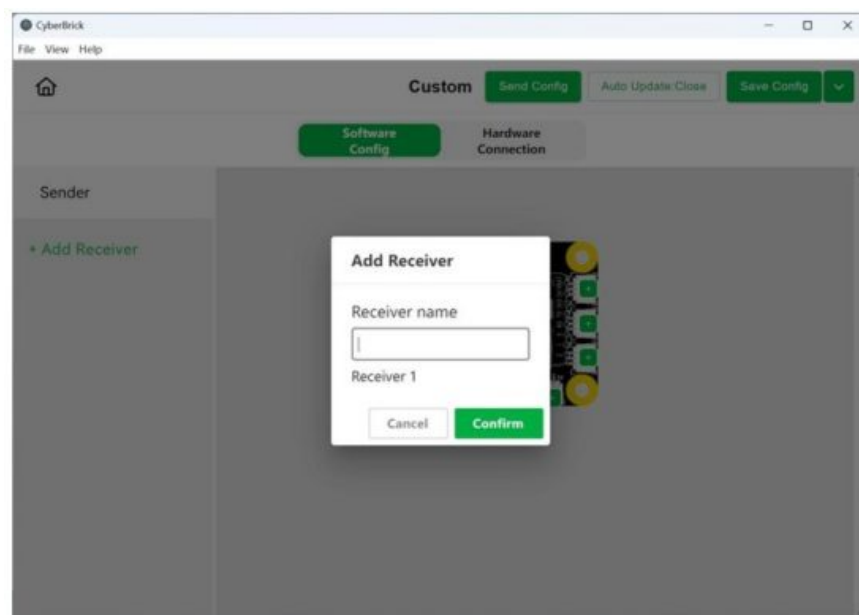 CyberBrick
File View Help
Custom
Send Config
Auto Update:Close
Save Config
Software
Config
Hardware
Connection
Sender
+ Add Receiver
Add Receiver
Receiver name
Receiver 1
Cancel
Confirm